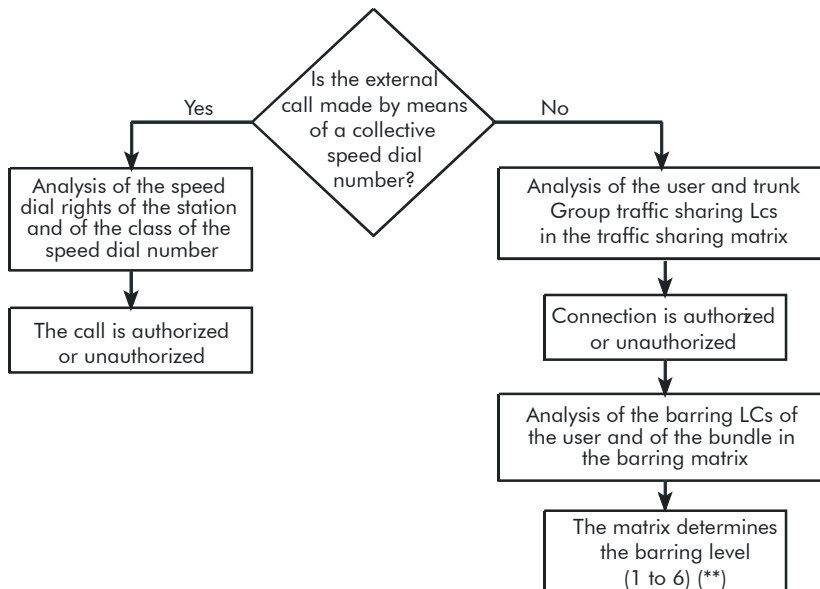 Is the external
call made by means
of a collective
speed dial
number?
Yes
No
Analysis of the speed
dial rights of the station
and of the class of the
speed dial number
The call is authorized
or unauthorized
Analysis of the user and trunk
Group traffic sharing Lcs
in the traffic sharing matrix
Connection is authorized
or unauthorized
Analysis of the barring LCs of
the user and of the bundle in
the barring matrix
The matrix determines
the barring level
(1 to 6) (**)